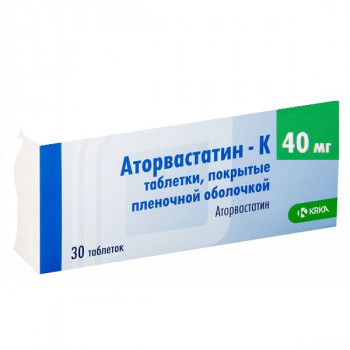 Аторвастатин - К
40 мг
таблетки, покрытые
пленочной оболочкой
Аторвастатин
30 таблеток
KRKA